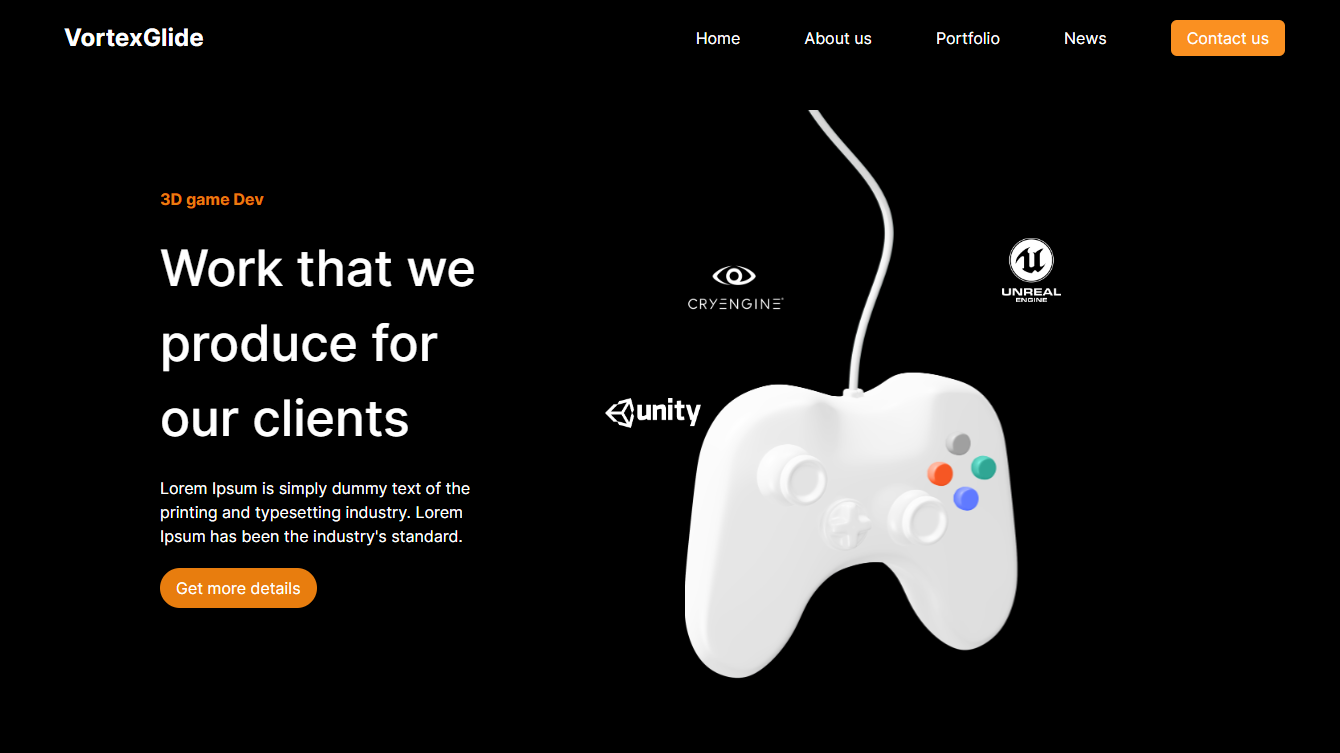 VortexGlide
Home
About us
Portfolio
News
Contact us
3D game Dev
Work that we
produce for
our clients
Lorem Ipsum is simply dummy text of the
printing and typesetting industry. Lorem
Ipsum has been the industry's standard.
Get more details
CRYENGINE®
UNREAL
ENGINE
unity